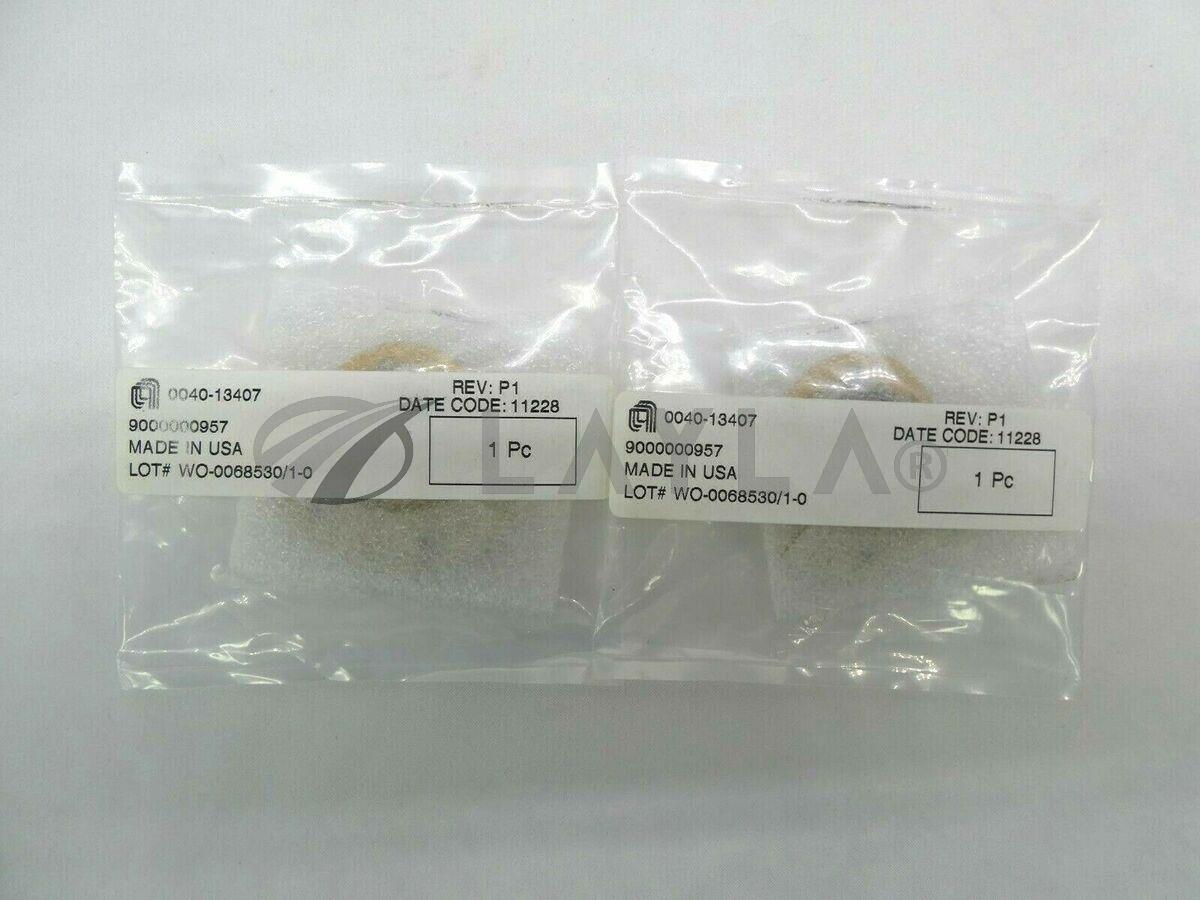 0040-13407
REV: P1
DATE CODE: 11228
9000000957
MADE IN USA
LOT# WO-0068530/1-0
1 Pc
0040-13407
REV: P1
DATE CODE: 11228
9000000957
MADE IN USA
LOT# WO-0068530/1-0
1 Pc
LAYLA®